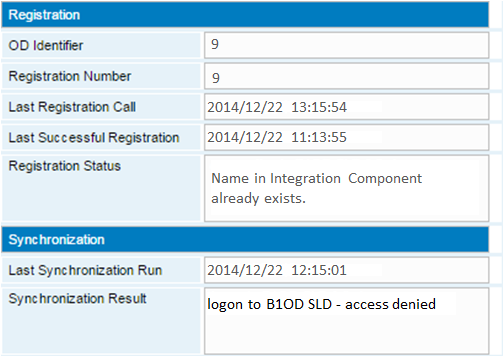 Registration
OD Identifier 9
Registration Number 9
Last Registration Call 2014/12/22 13:15:54
Last Successful Registration 2014/12/22 11:13:55
Registration Status Name in Integration Component
already exists.
Synchronization
Last Synchronization Run 2014/12/22 12:15:01
Synchronization Result logon to B1OD SLD - access denied